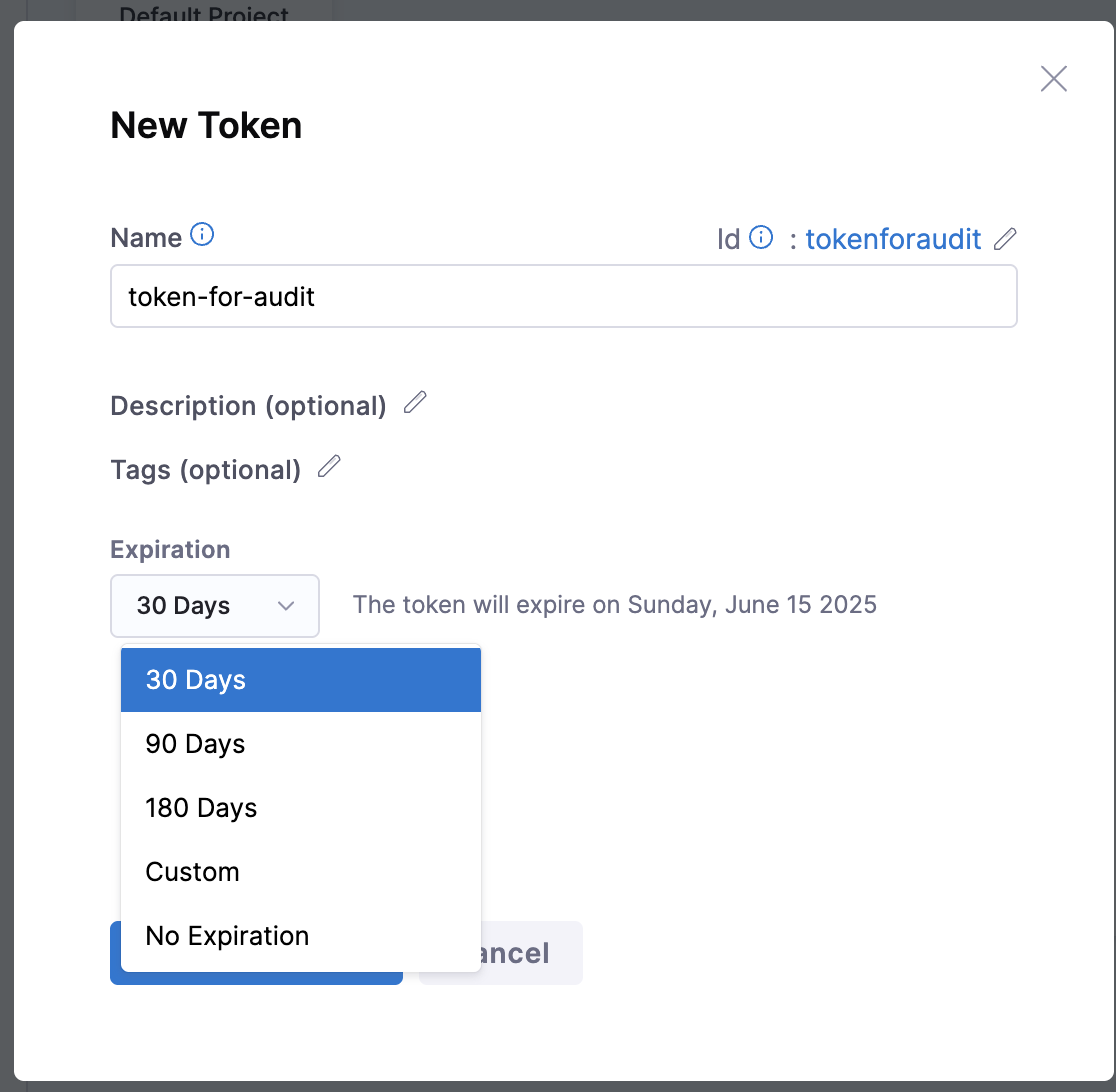 Default Project
New Token
Name
Id : tokenforaudit
token-for-audit
Description (optional)
Tags (optional)
Expiration
30 Days
The token will expire on Sunday, June 15 2025
30 Days
90 Days
180 Days
Custom
No Expiration
ancel